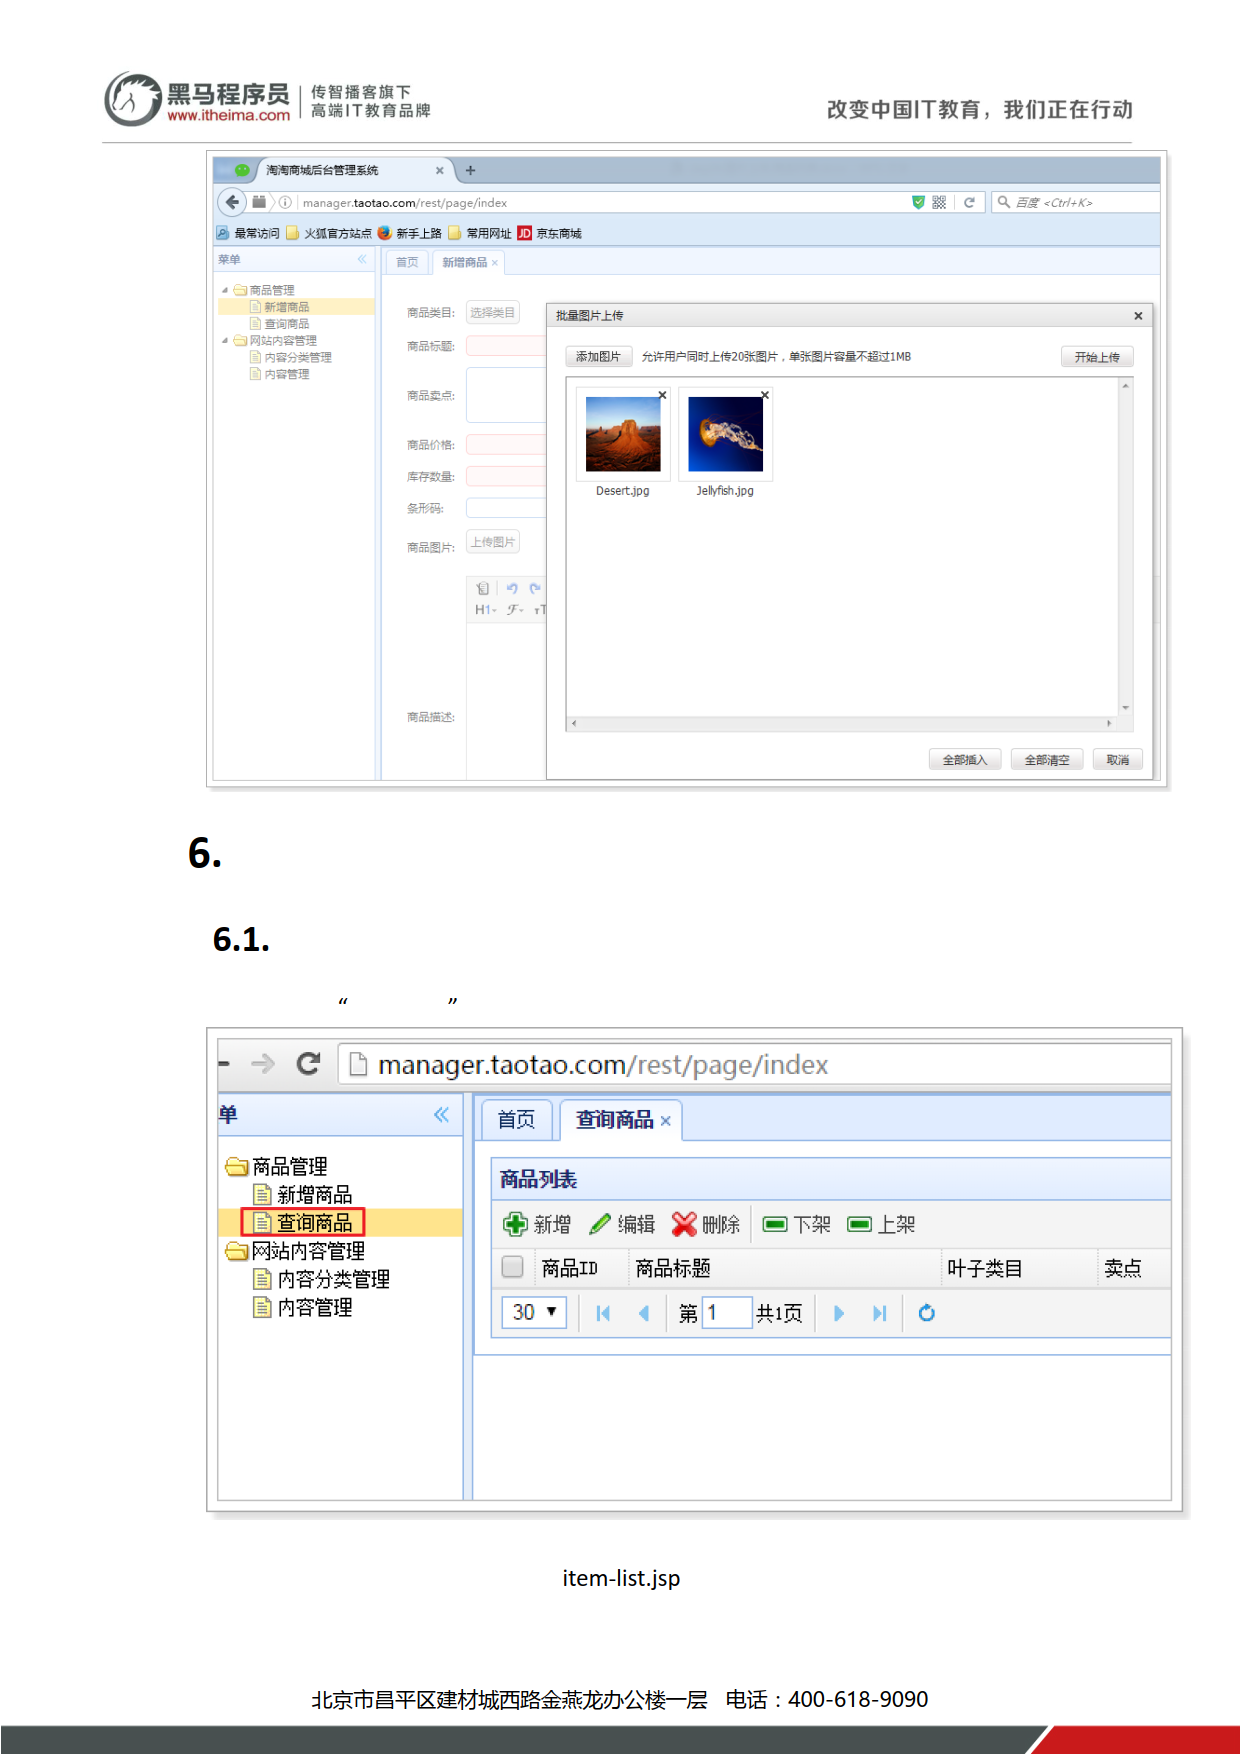 黑马程序员
www.itheima.com
传智播客旗下
高端IT教育品牌
改变中国IT教育，我们正在行动
淘淘商城后台管理系统 × +
manager.taotao.com/rest/page/index
百度 <Ctrl+K>
最常访问 火狐官方站点 新手上路 常用网址 JD 京东商城
菜单 «
首页 新增商品 ×
商品管理
新增商品
查询商品
网站内容管理
内容分类管理
内容管理
商品类目: 选择类目
商品标题:
商品卖点:
商品价格:
库存数量:
条形码:
商品图片: 上传图片
H1 F тT
商品描述:
批量图片上传 ×
添加图片 允许用户同时上传20张图片，单张图片容量不超过1MB 开始上传
Desert.jpg Jellyfish.jpg
全部插入 全部清空 取消
6.
6.1.
“ ”
manager.taotao.com/rest/page/index
单 «
首页 查询商品 ×
商品管理
新增商品
查询商品
网站内容管理
内容分类管理
内容管理
商品列表
新增 编辑 删除 下架 上架
商品ID 商品标题 叶子类目 卖点
30 第 1 共1页
item-list.jsp
北京市昌平区建材城西路金燕龙办公楼一层 电话：400-618-9090